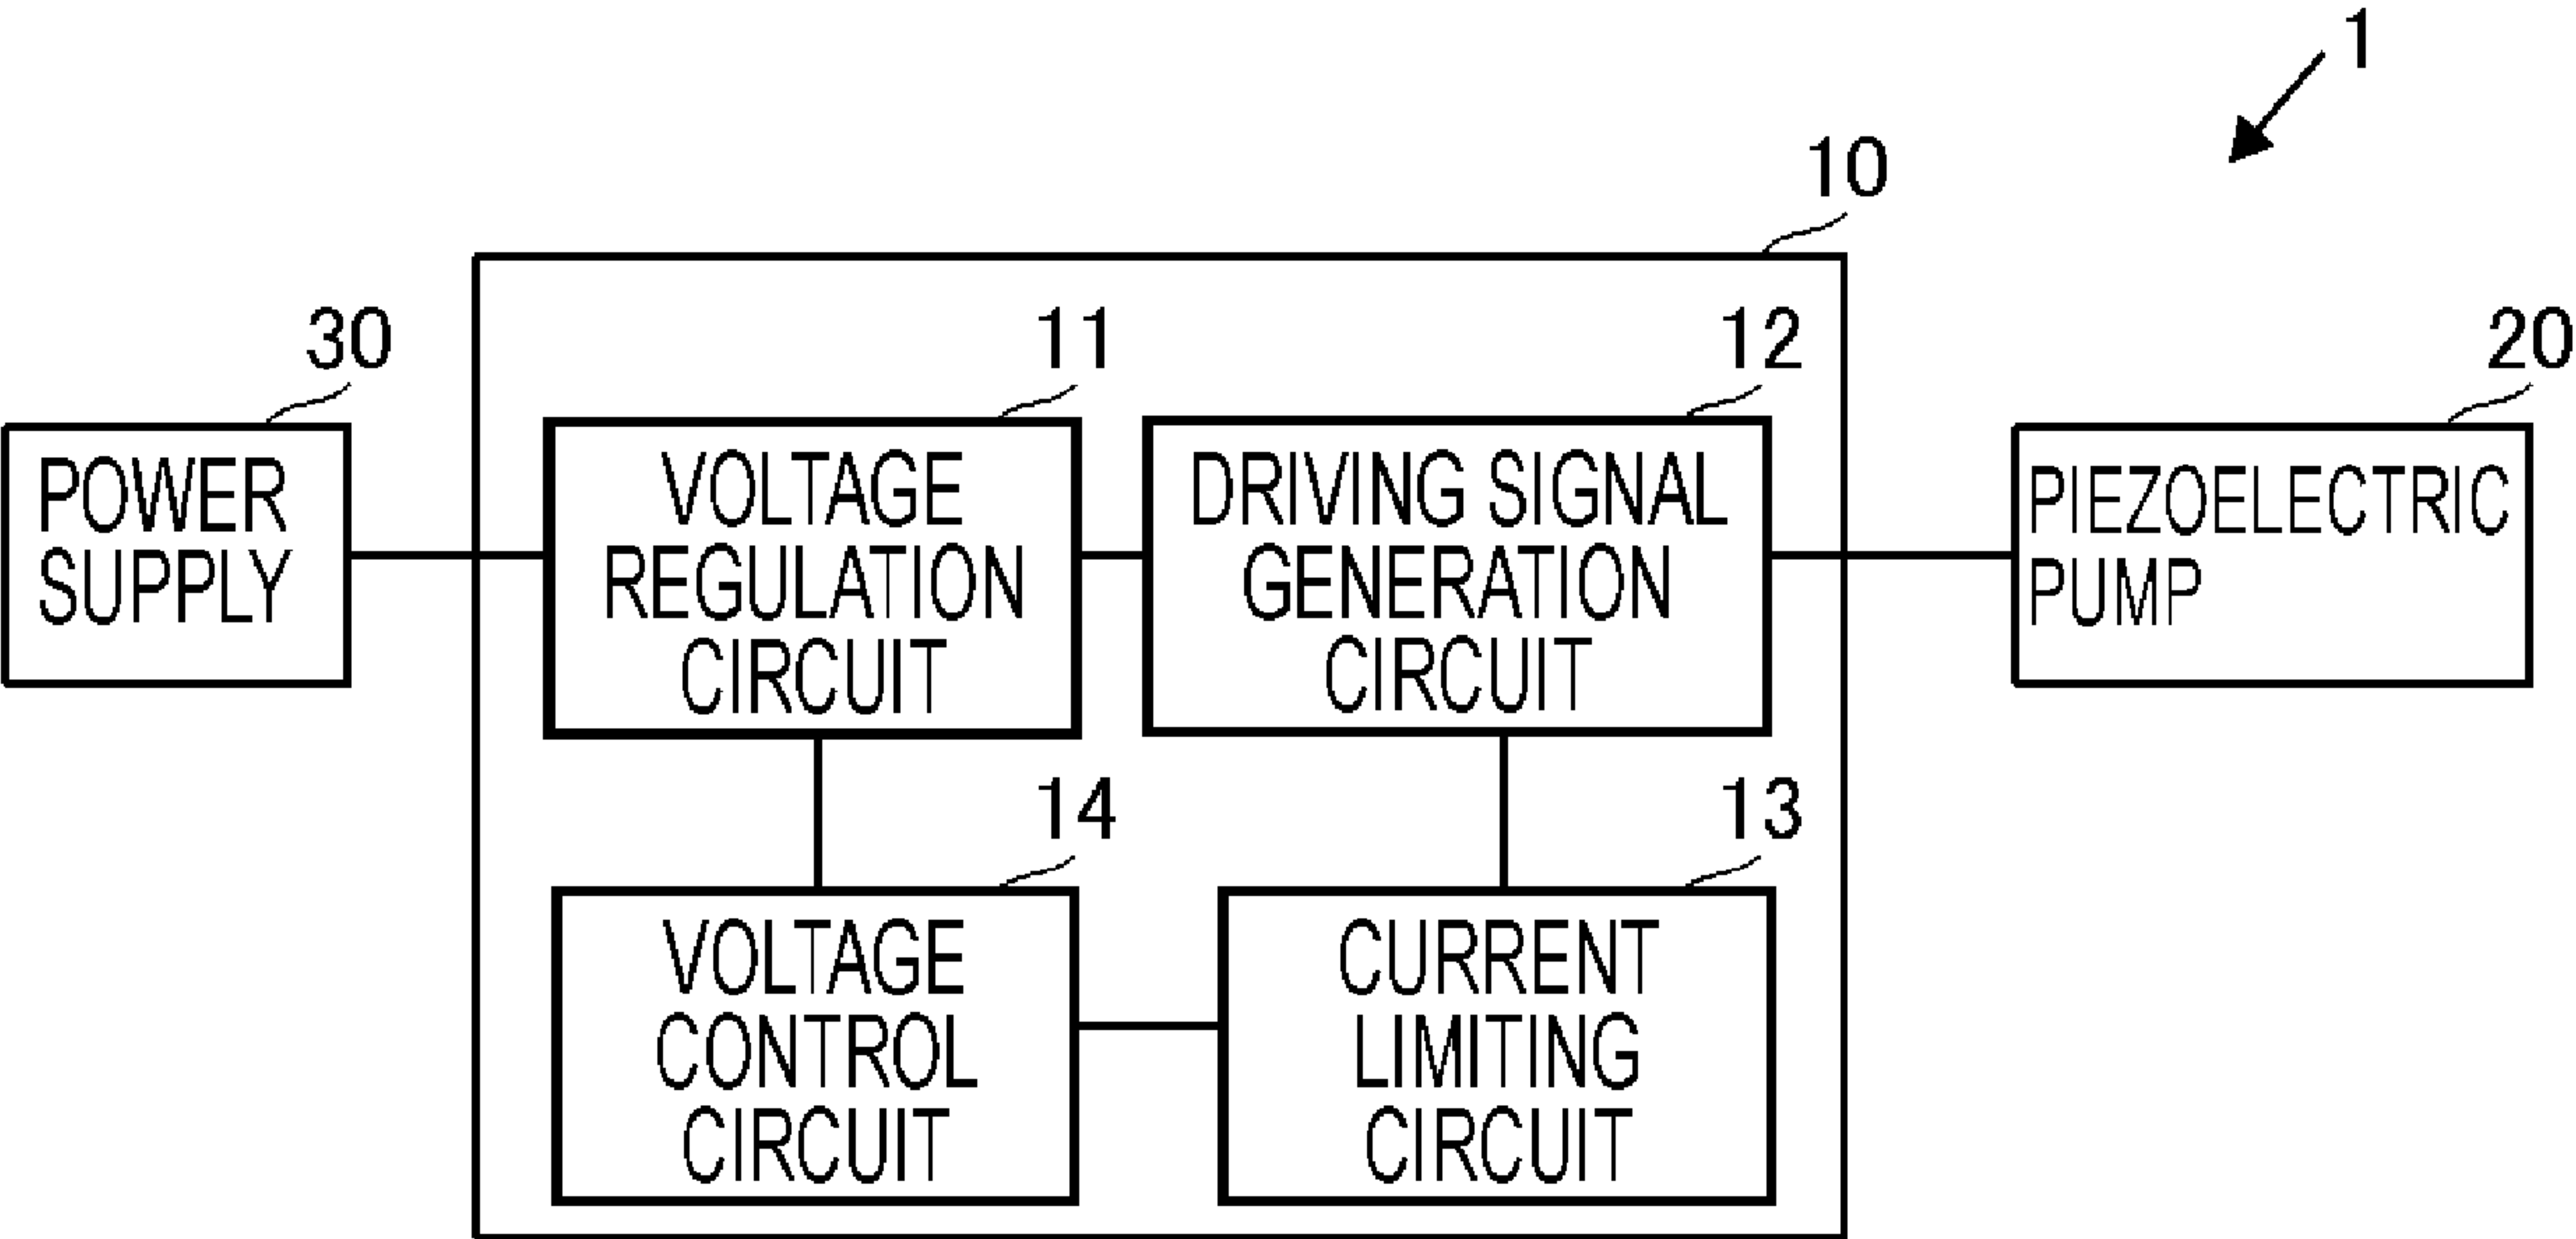 1
10
30
11
12
20
POWER
SUPPLY
VOLTAGE
REGULATION
CIRCUIT
DRIVING SIGNAL
GENERATION
CIRCUIT
PIEZOELECTRIC
PUMP
14
13
VOLTAGE
CONTROL
CIRCUIT
CURRENT
LIMITING
CIRCUIT